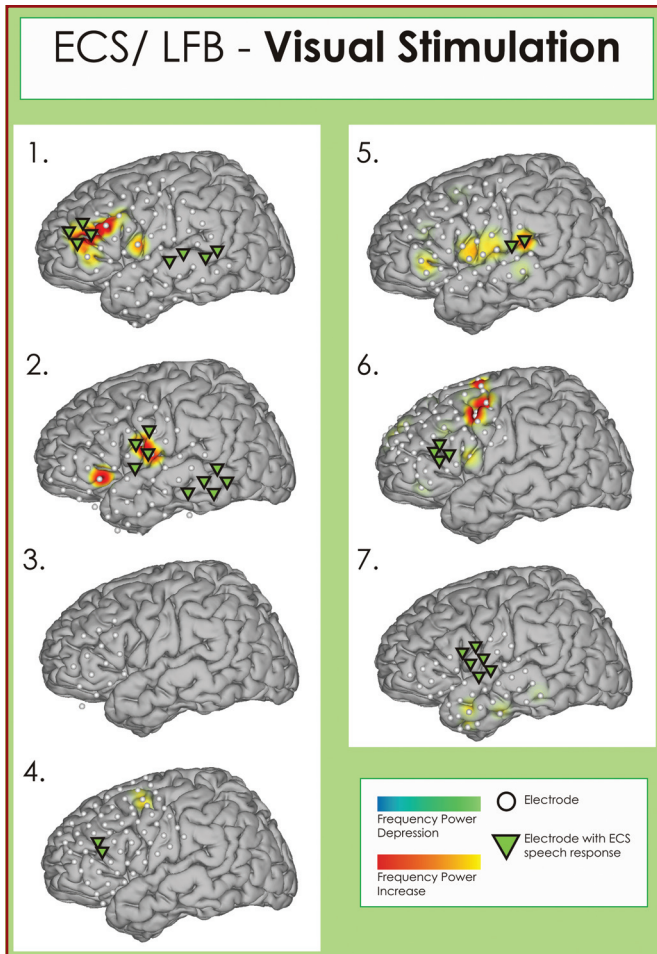 ECS/ LFB - Visual Stimulation
1.
2.
3.
4.
5.
6.
7.
Frequency Power
Depression
Frequency Power
Increase
Electrode
Electrode with ECS
speech response